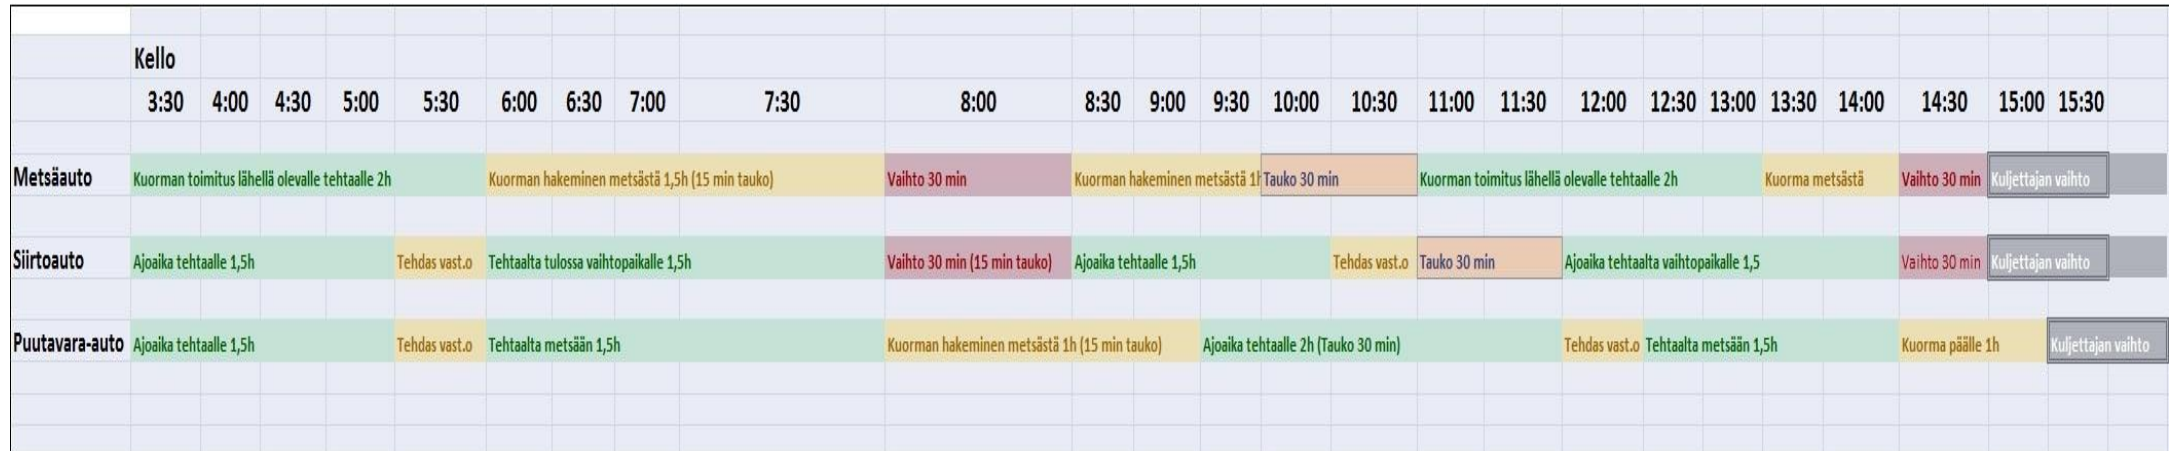 Kello
3:30 4:00 4:30 5:00 5:30 6:00 6:30 7:00 7:30 8:00 8:30 9:00 9:30 10:00 10:30 11:00 11:30 12:00 12:30 13:00 13:30 14:00 14:30 15:00 15:30
Metsäauto Kuorman toimitus lähellä olevalle tehtaalle 2h Kuorman hakeminen metsästä 1,5h (15 min tauko) Vaihto 30 min Kuorman hakeminen metsästä 1h Tauko 30 min Kuorman toimitus lähellä olevalle tehtaalle 2h Kuorma metsästä Vaihto 30 min Kuljettajan vaihto
Siirtoauto Ajoaika tehtaalle 1,5h Tehdas vast.o Tehtaalta tulossa vaihtopaikalle 1,5h Vaihto 30 min (15 min tauko) Ajoaika tehtaalle 1,5h Tehdas vast.o Tauko 30 min Ajoaika tehtaalta vaihtopaikalle 1,5 Vaihto 30 min Kuljettajan vaihto
Puutavara-auto Ajoaika tehtaalle 1,5h Tehdas vast.o Tehtaalta metsään 1,5h Kuorman hakeminen metsästä 1h (15 min tauko) Ajoaika tehtaalle 2h (Tauko 30 min) Tehdas vast.o Tehtaalta metsään 1,5h Kuorma päälle 1h Kuljettajan vaihto